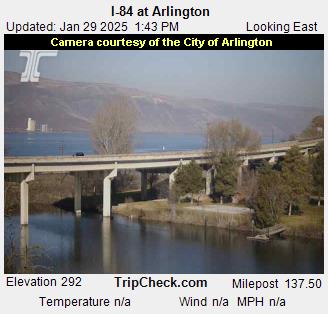 I-84 at Arlington
Updated: Jan 29 2025 1:43 PM Looking East
Camera courtesy of the City of Arlington
Elevation 292 TripCheck.com Milepost 137.50
Temperature n/a Wind n/a MPH n/a